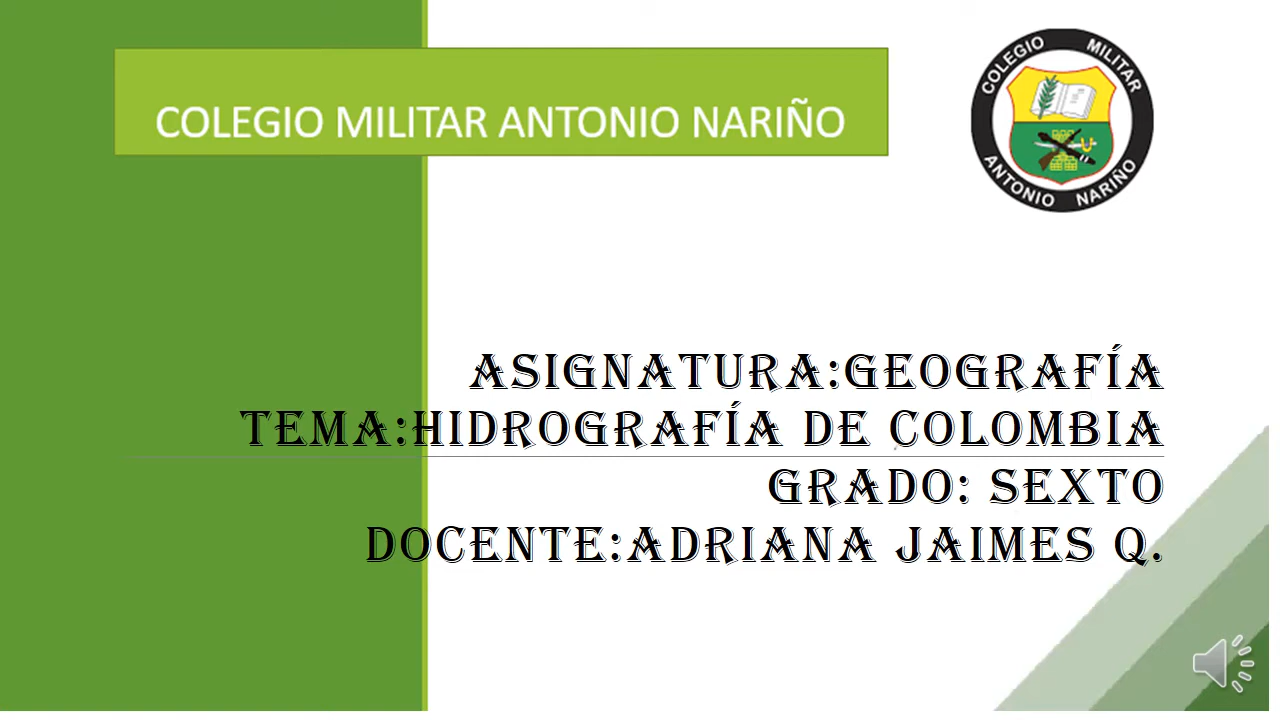 COLEGIO MILITAR ANTONIO NARIÑO
COLEGIO MILITAR
ANTONIO NARIÑO
ASIGNATURA:GEOGRAFÍA
TEMA:HIDROGRAFÍA DE COLOMBIA
GRADO: SEXTO
DOCENTE:ADRIANA JAIMES Q.